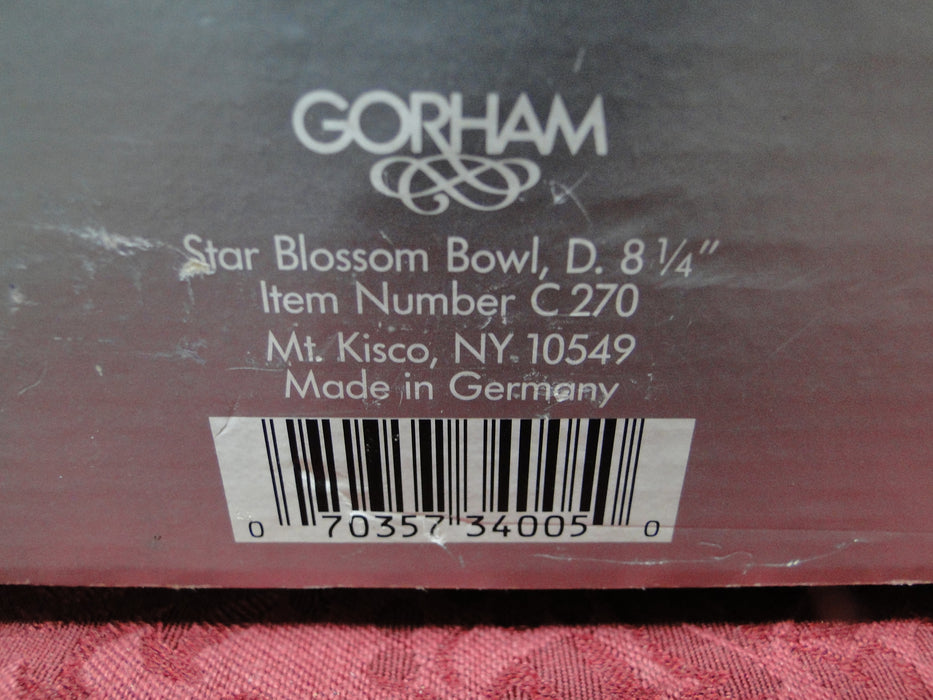 GORHAM
Star Blossom Bowl, D. 8 ¼"
Item Number C 270
Mt. Kisco, NY 10549
Made in Germany
0 70357 34005 0